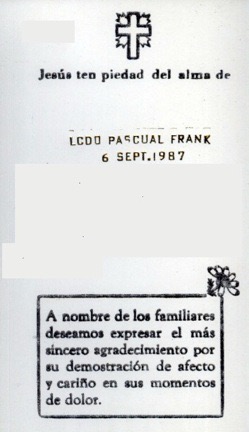 Jesús ten piedad del alma de
LCDO PASCUAL FRANK
6 SEPT.1987
A nombre de los familiares
deseamos expresar el más
sincero agradecimiento por
su demostración de afecto
y cariño en sus momentos
de dolor.